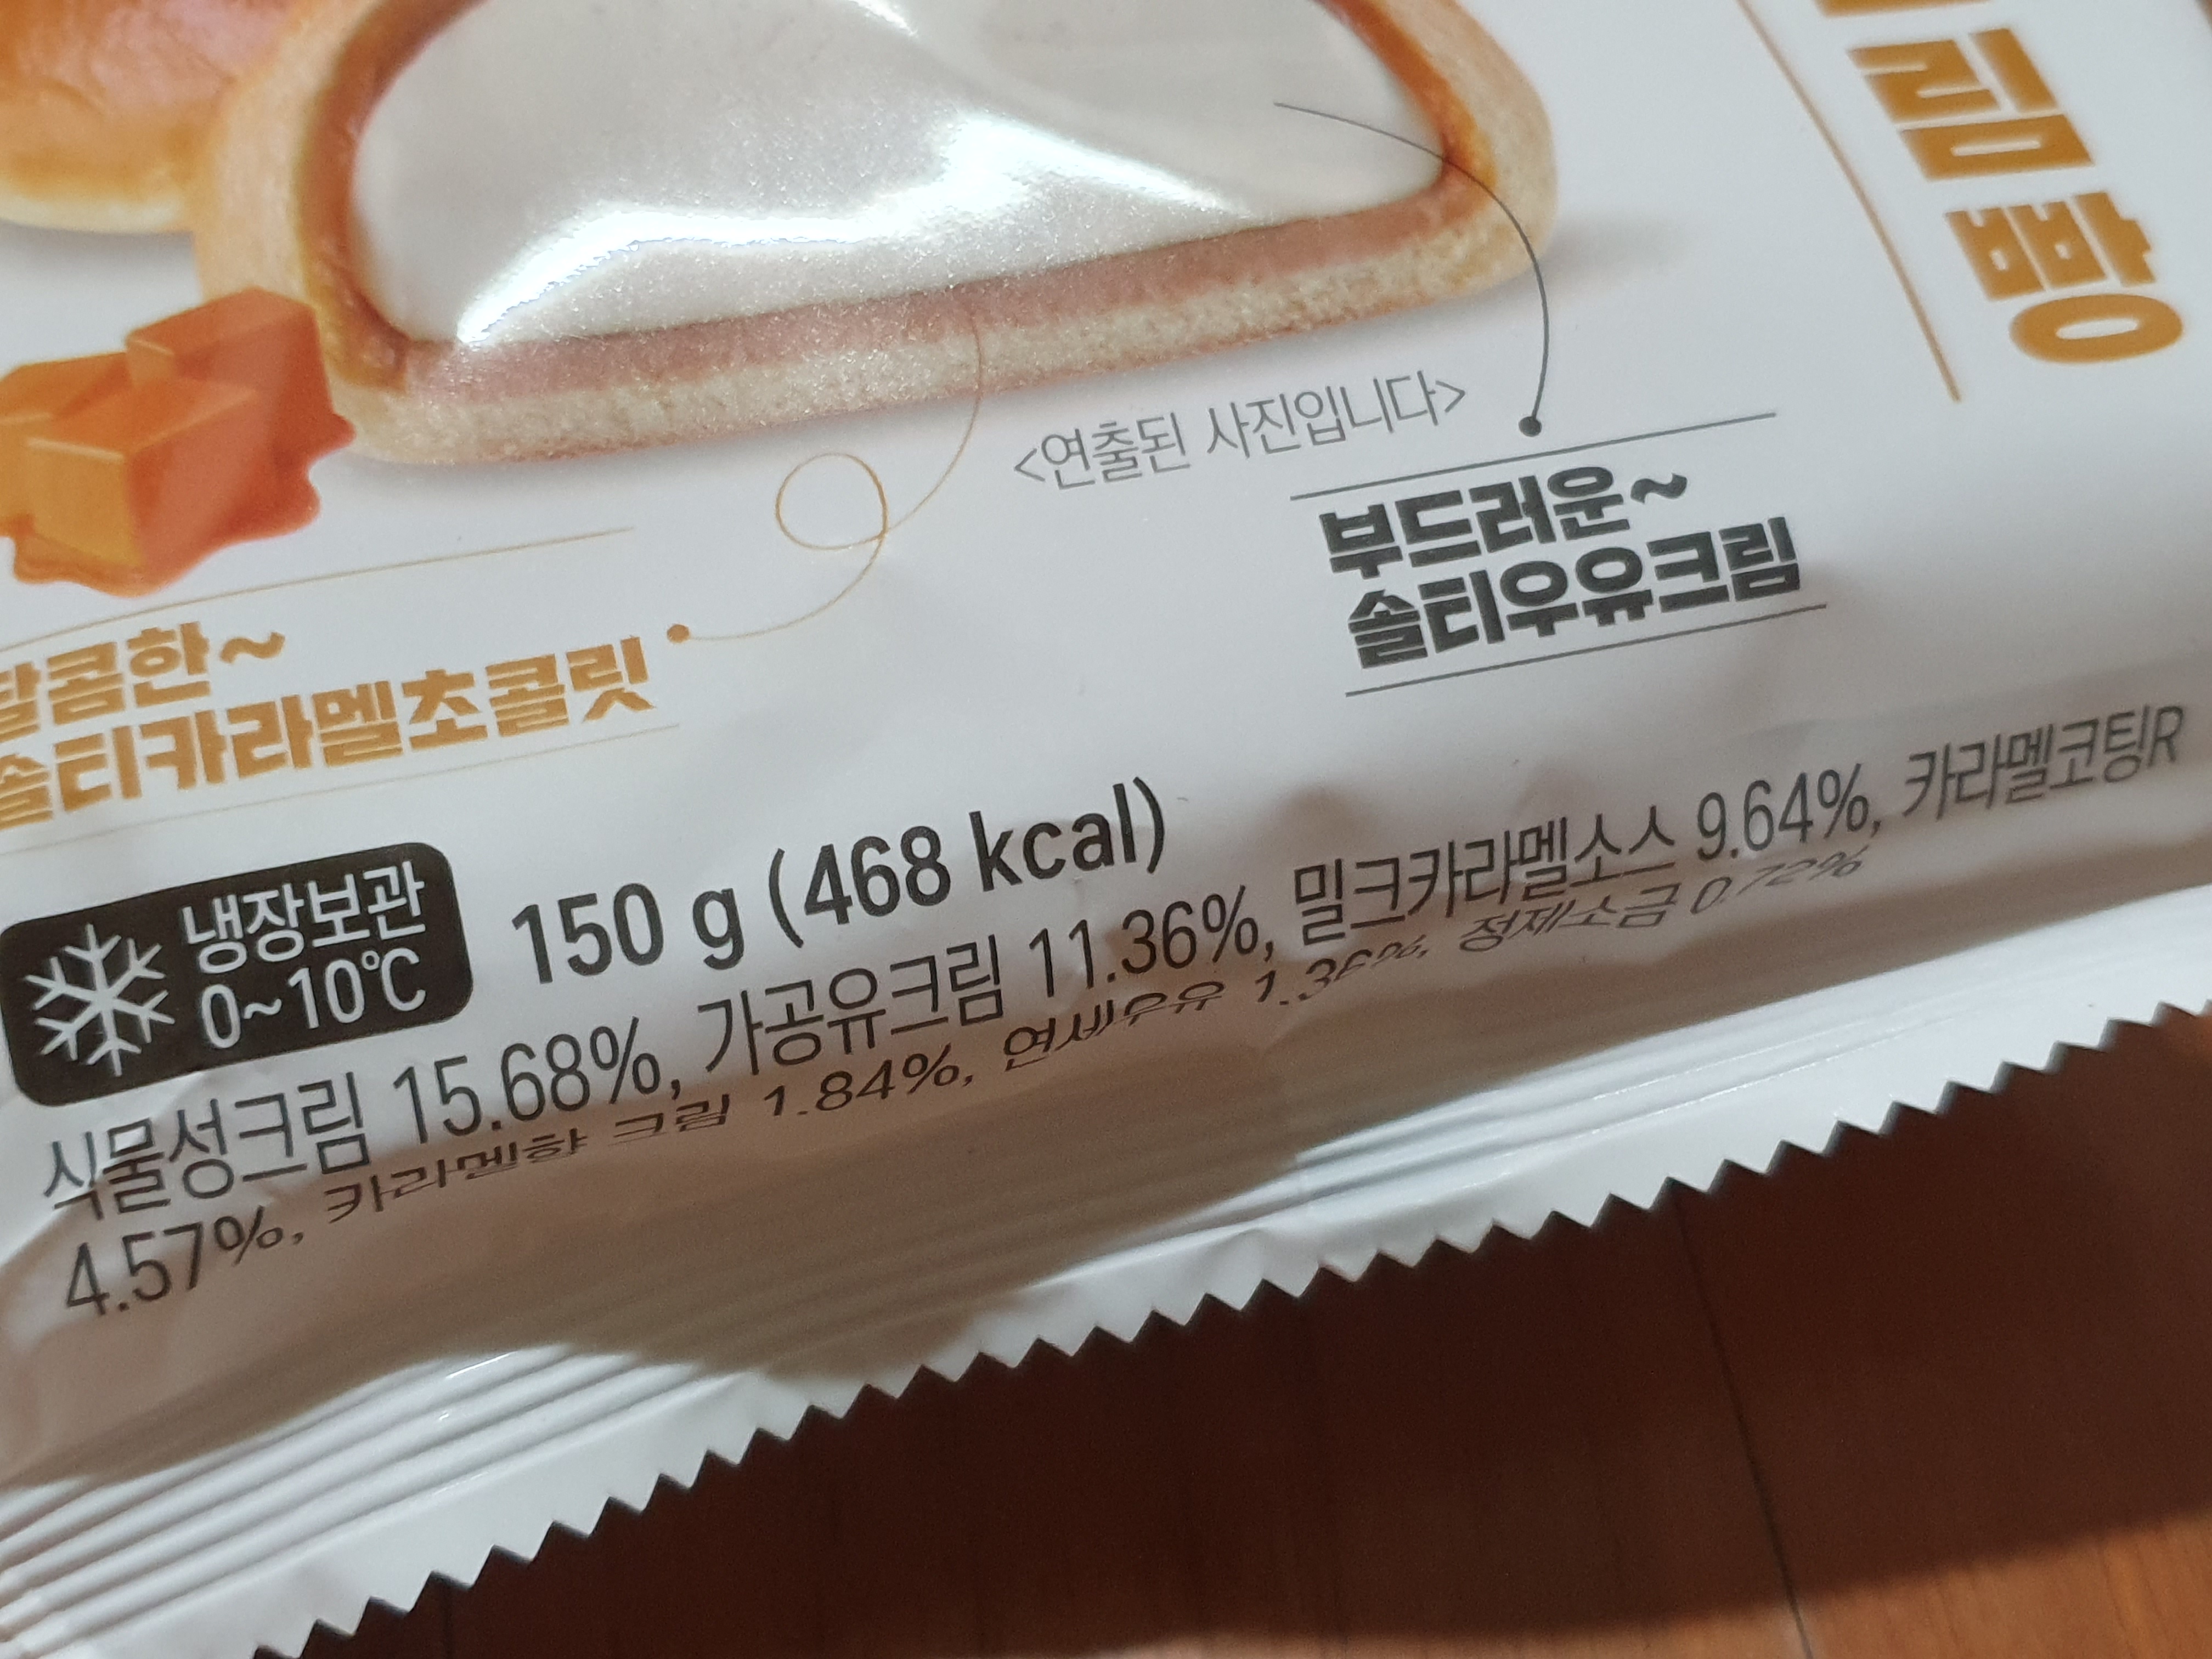 림빵
<연출된 사진입니다>
부드러운~
솔티우유크림
달콤한~
솔티카라멜초콜릿
냉장보관
0~10℃
150 g (468 kcal)
식물성크림 15.68%, 가공유크림 11.36%, 밀크카라멜소스 9.64%, 카라멜코팅R
4.57%, 카라멜향 크림 1.84%, 연세우유 1.36%, 정제소금 0.72%